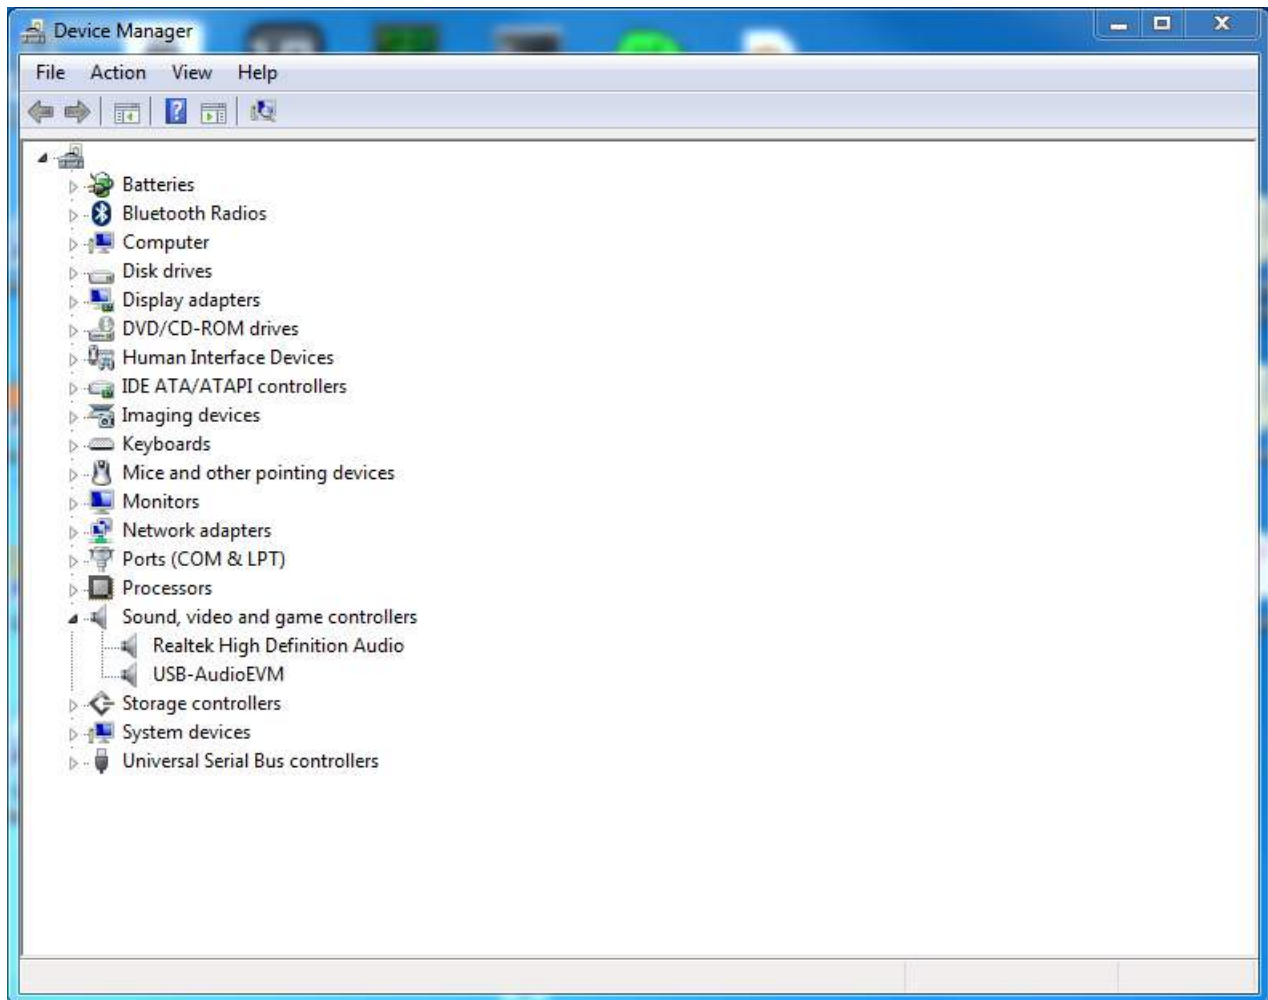 Device Manager
File Action View Help
Batteries
Bluetooth Radios
Computer
Disk drives
Display adapters
DVD/CD-ROM drives
Human Interface Devices
IDE ATA/ATAPI controllers
Imaging devices
Keyboards
Mice and other pointing devices
Monitors
Network adapters
Ports (COM & LPT)
Processors
Sound, video and game controllers
Realtek High Definition Audio
USB-AudioEVM
Storage controllers
System devices
Universal Serial Bus controllers